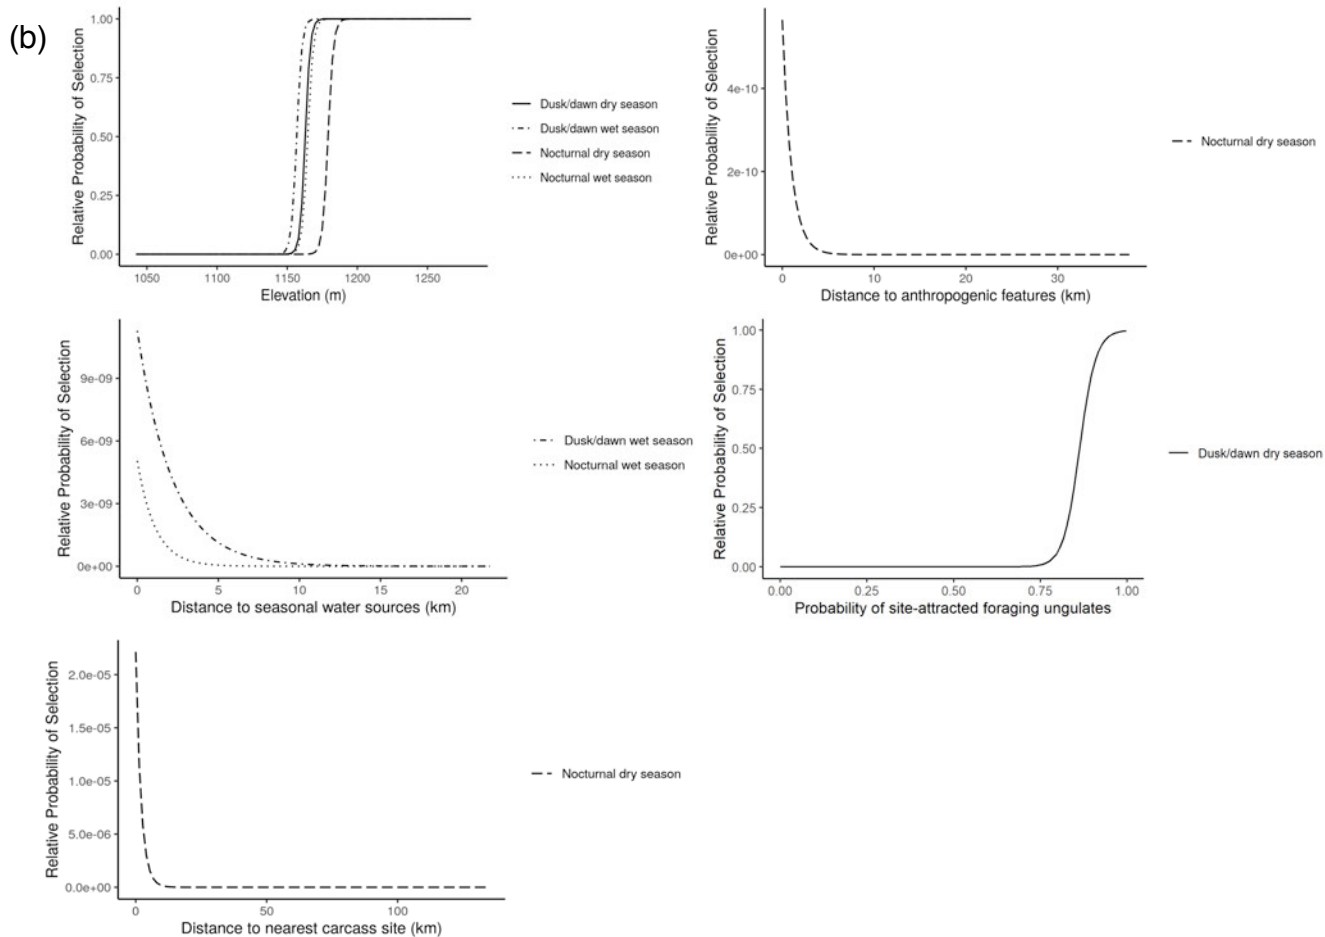 (b)
Relative Probability of Selection
1.00
0.75
0.50
0.25
0.00
1050 1100 1150 1200 1250
Elevation (m)
Dusk/dawn dry season
Dusk/dawn wet season
Nocturnal dry season
Nocturnal wet season
Relative Probability of Selection
4e-10
2e-10
0e+00
0 10 20 30
Distance to anthropogenic features (km)
Nocturnal dry season
Relative Probability of Selection
9e-09
6e-09
3e-09
0e+00
0 5 10 15 20
Distance to seasonal water sources (km)
Dusk/dawn wet season
Nocturnal wet season
Relative Probability of Selection
1.00
0.75
0.50
0.25
0.00
0.00 0.25 0.50 0.75 1.00
Probability of site-attracted foraging ungulates
Dusk/dawn dry season
Relative Probability of Selection
2.0e-05
1.5e-05
1.0e-05
5.0e-06
0.0e+00
0 50 100
Distance to nearest carcass site (km)
Nocturnal dry season